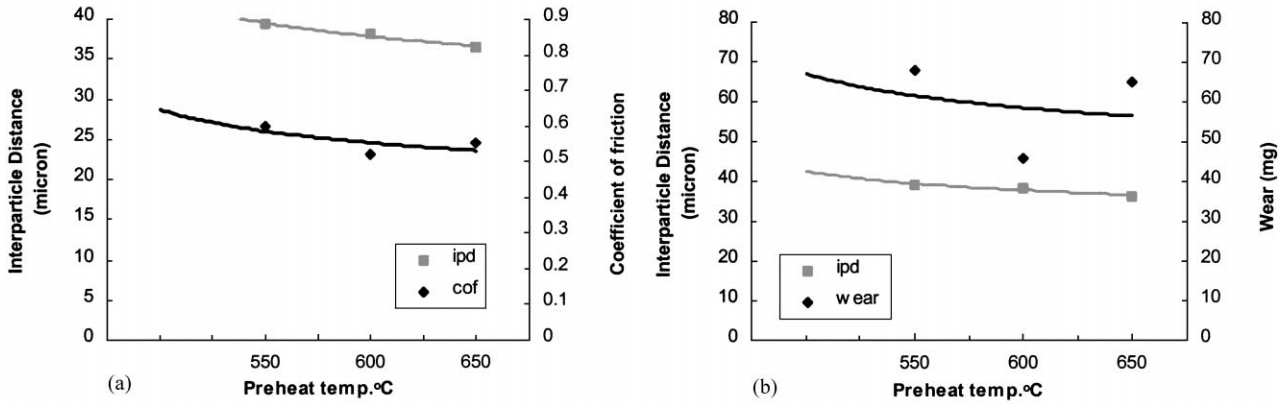 40
35
30
25
20
15
10
5
0
Interparticle Distance
(micron)
0.9
0.8
0.7
0.6
0.5
0.4
0.3
0.2
0.1
0
Coefficient of friction
ipd
cof
550 600 650
(a) Preheat temp.ºC
80
70
60
50
40
30
20
10
0
Interparticle Distance
(micron)
80
70
60
50
40
30
20
10
0
Wear (mg)
ipd
wear
550 600 650
(b) Preheat temp.ºC